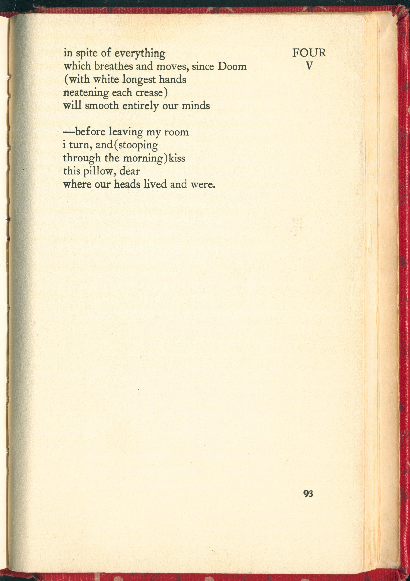 in spite of everything
which breathes and moves, since Doom
(with white longest hands
neatening each crease)
will smooth entirely our minds

—before leaving my room
i turn, and(stooping
through the morning)kiss
this pillow, dear
where our heads lived and were.
FOUR
V
93